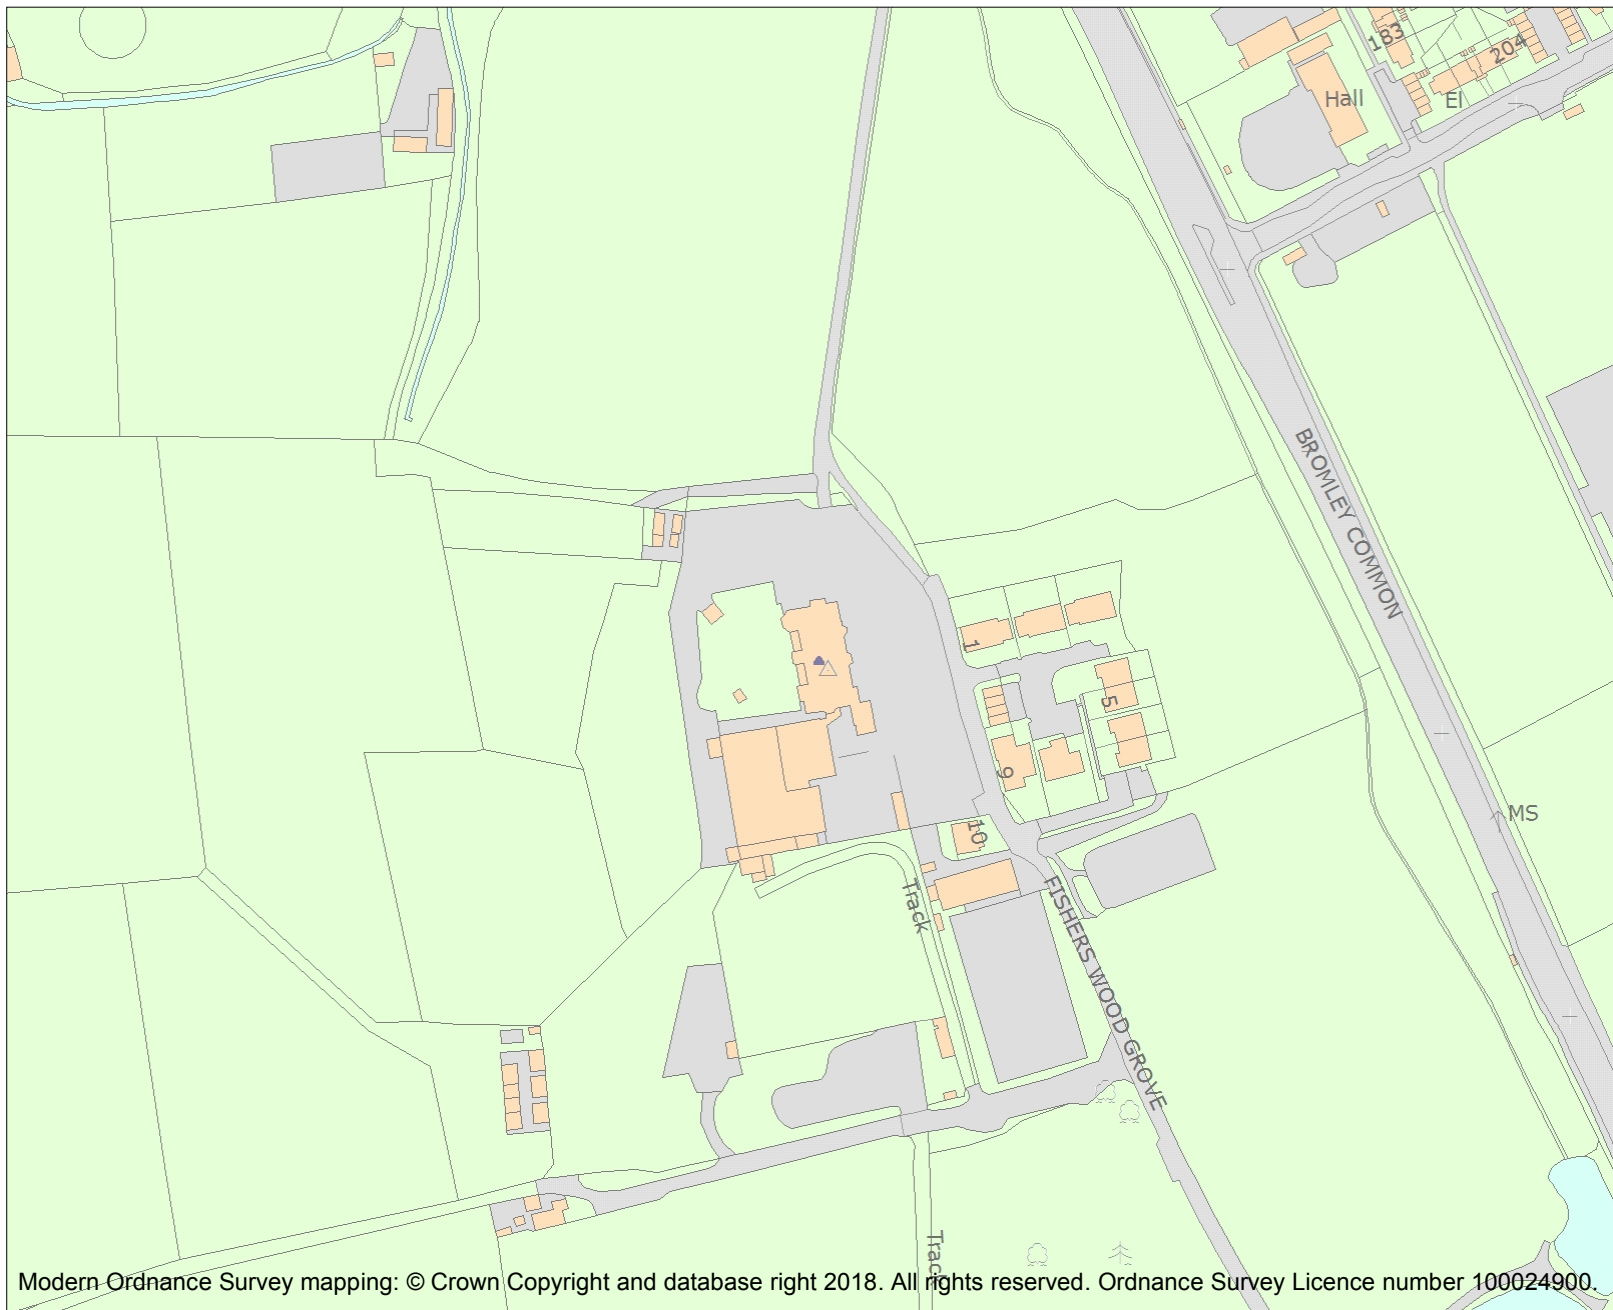 183
204
Hall
El
BROMLEY COMMON
1
5
9
10
MS
Track
FISHERS WOOD GROVE
Track
Modern Ordnance Survey mapping: © Crown Copyright and database right 2018. All rights reserved. Ordnance Survey Licence number 100024900.